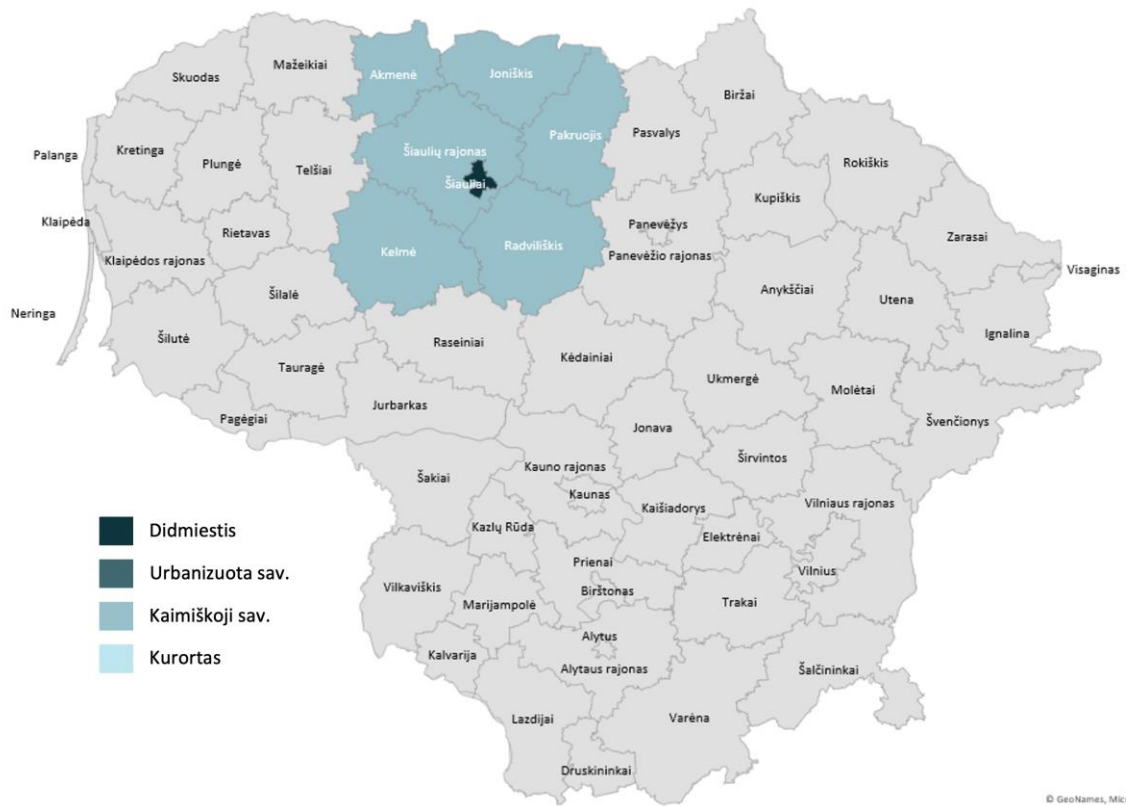 Skuodas
Mažeikiai
Akmenė
Joniškis
Biržai
Pakruojis
Pasvalys
Palanga
Kretinga
Plungė
Telšiai
Šiaulių rajonas
Šiauliai
Rokiškis
Kupiškis
Klaipėda
Rietavas
Panevėžys
Panevėžio rajonas
Klaipėdos rajonas
Kelmė
Radviliškis
Zarasai
Visaginas
Neringa
Šilalė
Anykščiai
Utena
Ignalina
Šilutė
Raseiniai
Kėdainiai
Tauragė
Ukmergė
Molėtai
Jurbarkas
Pagėgiai
Jonava
Švenčionys
Širvintos
Šakiai
Kauno rajonas
Kaunas
Kaišiadorys
Vilniaus rajonas
Kazlų Rūda
Elektrėnai
Prienai
Vilnius
Vilkaviškis
Birštonas
Marijampolė
Trakai
Alytus
Kalvarija
Alytaus rajonas
Šalčininkai
Lazdijai
Varėna
Druskininkai
Didmiestis
Urbanizuota sav.
Kaimiškoji sav.
Kurortas
© GeoNames, Mic